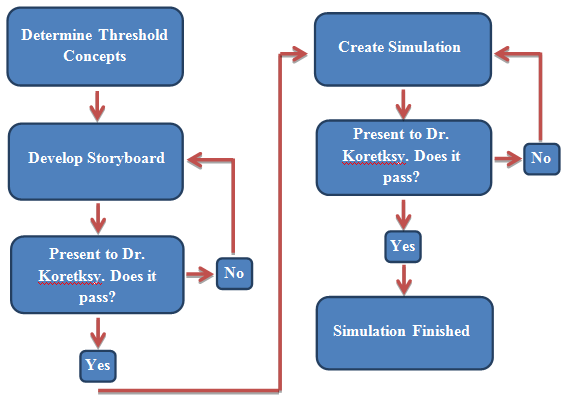 Determine Threshold
Concepts
Develop Storyboard
Present to Dr.
Koretksy. Does it
pass?
No
Yes
Create Simulation
Present to Dr.
Koretksy. Does it
pass?
No
Yes
Simulation Finished